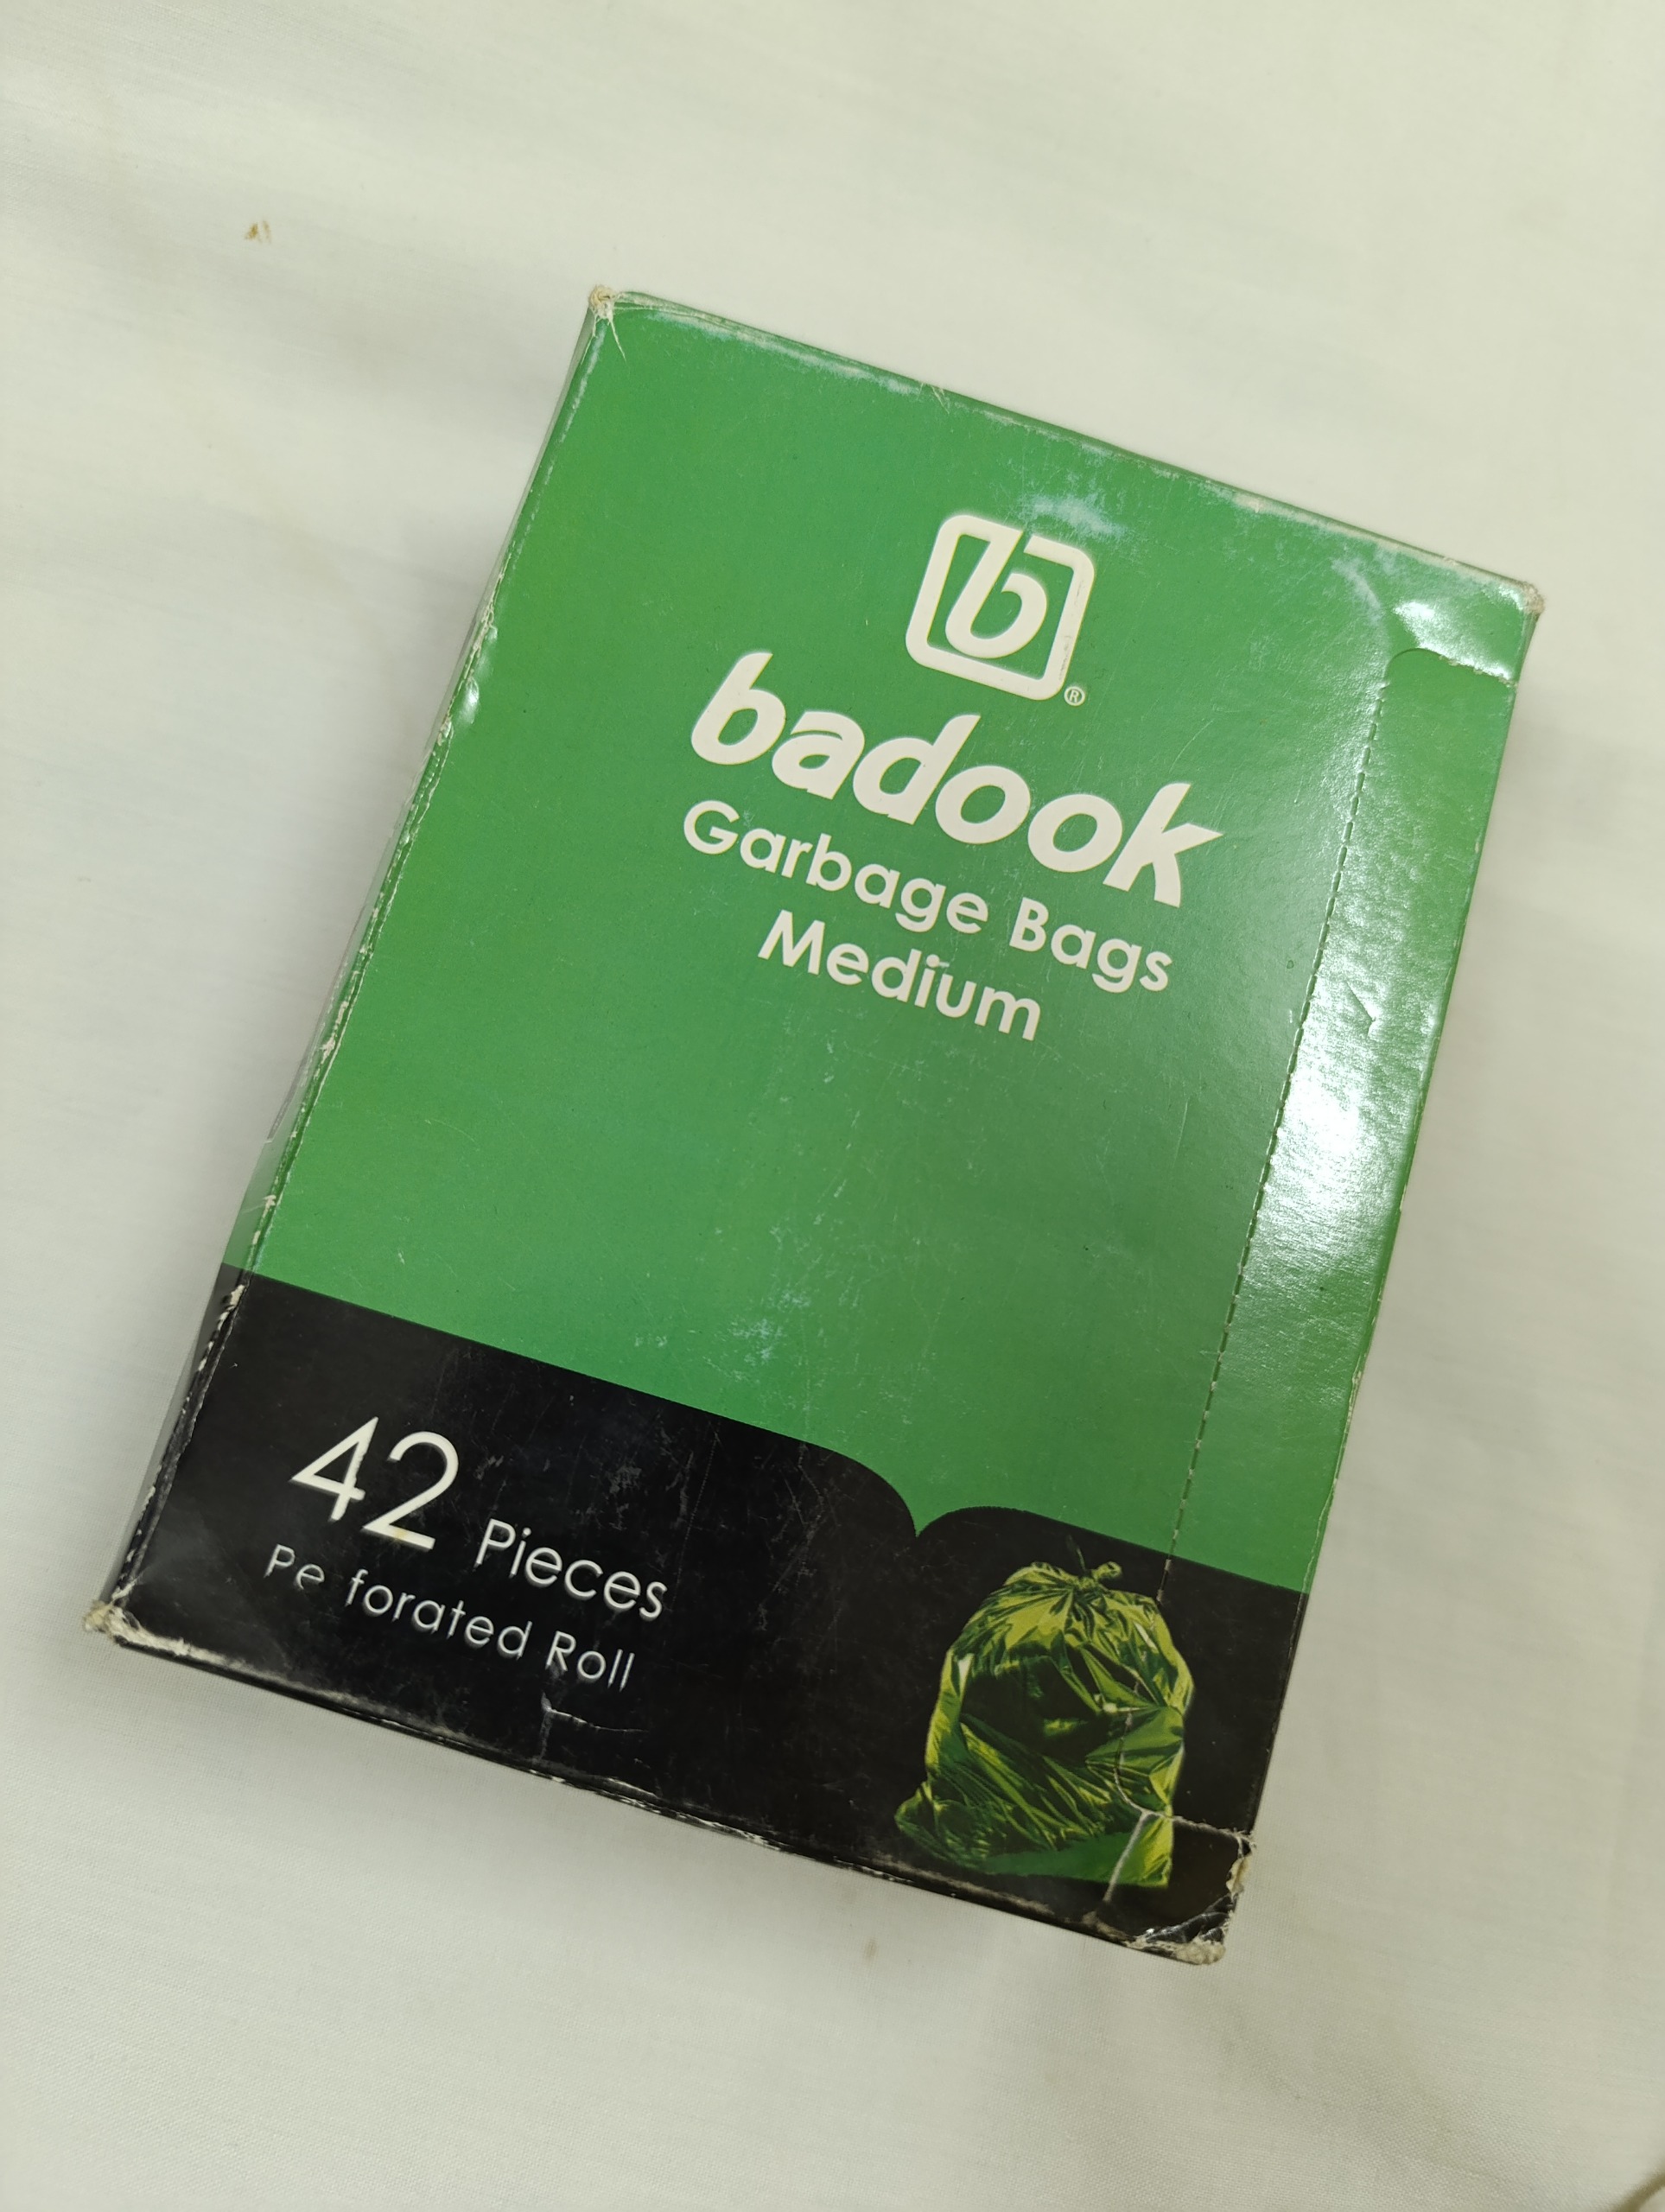 b®
badook
Garbage Bags
Medium
42 Pieces
Pe forated Roll